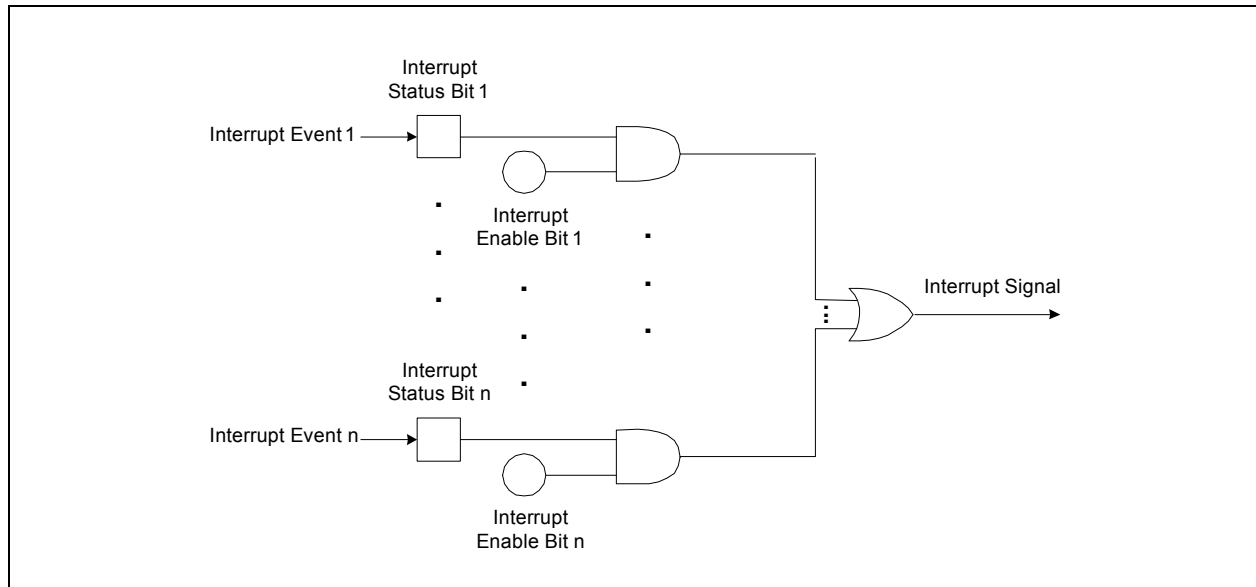 Interrupt
Status Bit 1
Interrupt Event 1
Interrupt
Enable Bit 1
Interrupt Signal
Interrupt
Status Bit n
Interrupt Event n
Interrupt
Enable Bit n